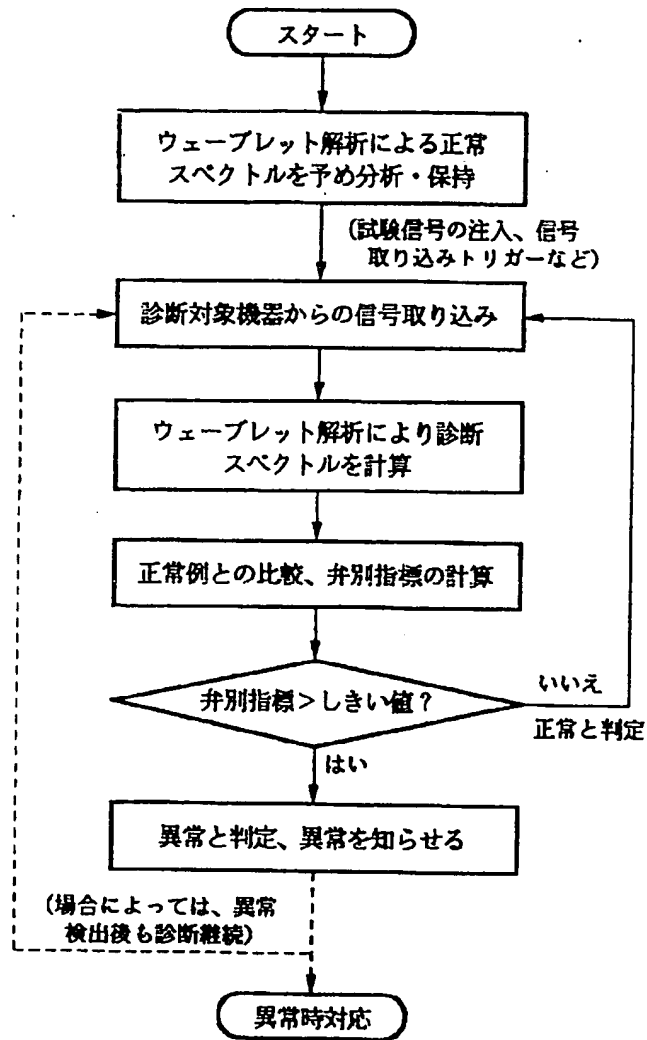 スタート
ウェーブレット解析による正常
スペクトルを予め分析・保持
(試験信号の注入、信号
取り込みトリガーなど)
診断対象機器からの信号取り込み
ウェーブレット解析により診断
スペクトルを計算
正常例との比較、弁別指標の計算
弁別指標>しきい値?
いいえ
正常と判定
はい
異常と判定、異常を知らせる
(場合によっては、異常
検出後も診断継続)
異常時対応